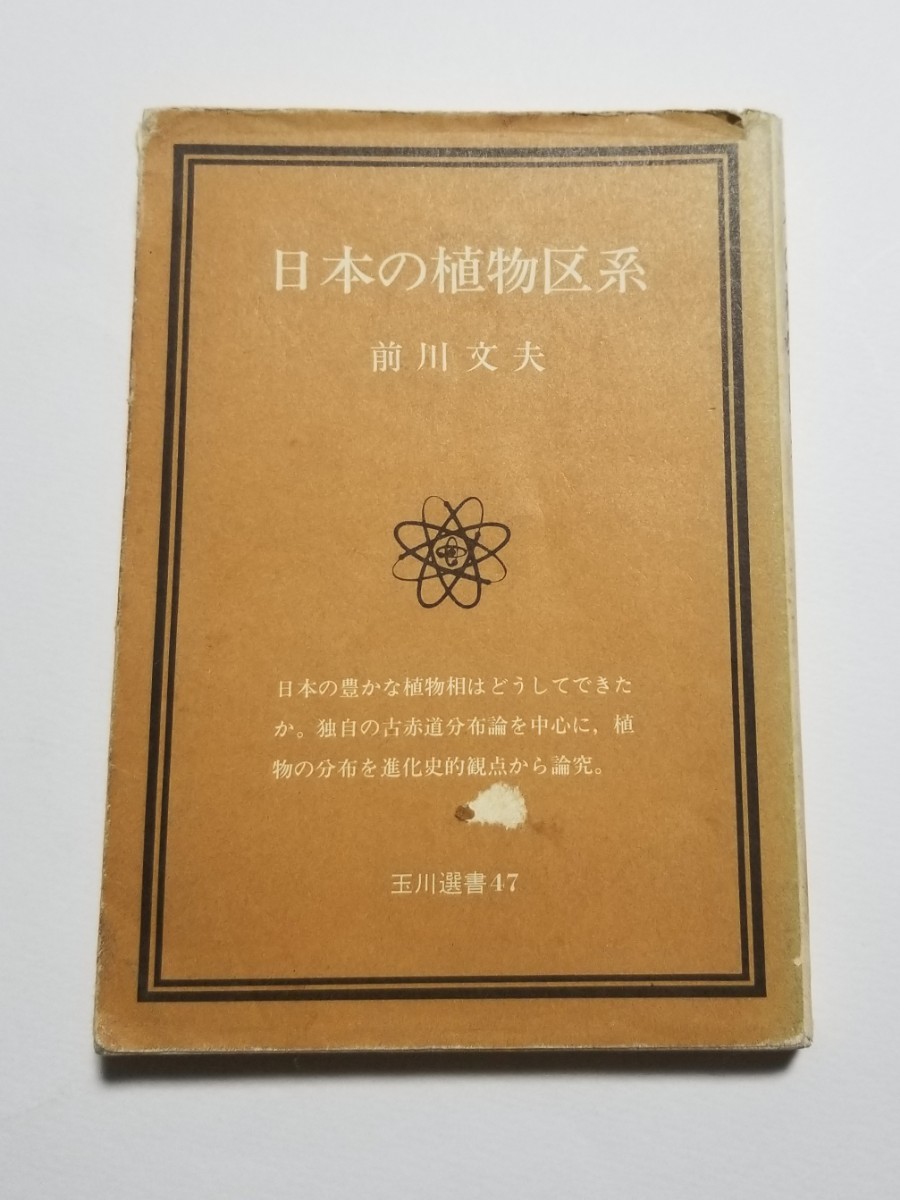 日本の植物区系
前川文夫
日本の豊かな植物相はどうしてできた
か。独自の古赤道分布論を中心に，植
物の分布を進化史的観点から論究。
玉川選書47